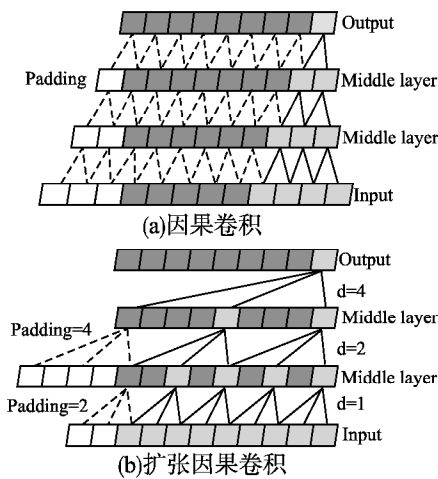 Output
Padding
Middle layer
Middle layer
Input
(a)因果卷积
Output
d=4
Middle layer
Padding=4
d=2
Middle layer
Padding=2
d=1
Input
(b)扩张因果卷积